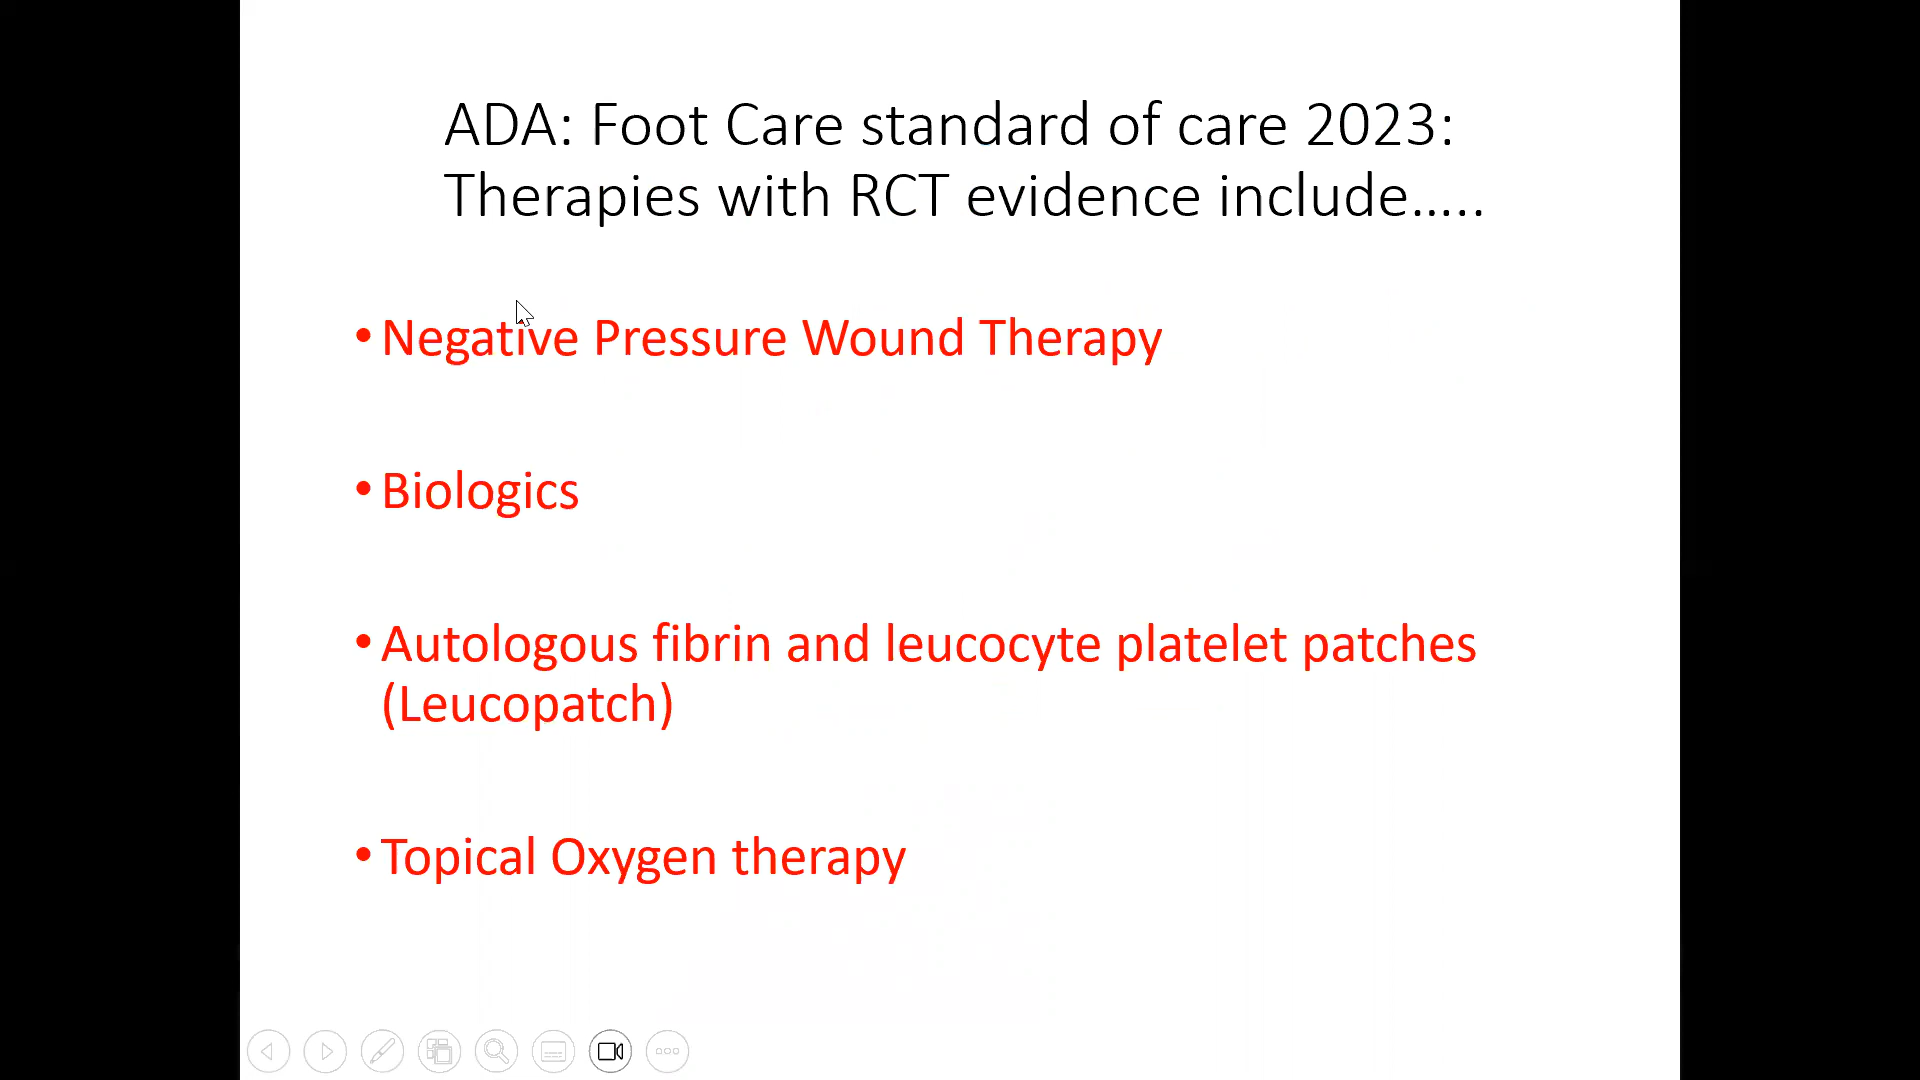 ADA: Foot Care standard of care 2023:
Therapies with RCT evidence include…..
• Negative Pressure Wound Therapy
• Biologics
• Autologous fibrin and leucocyte platelet patches
(Leucopatch)
• Topical Oxygen therapy